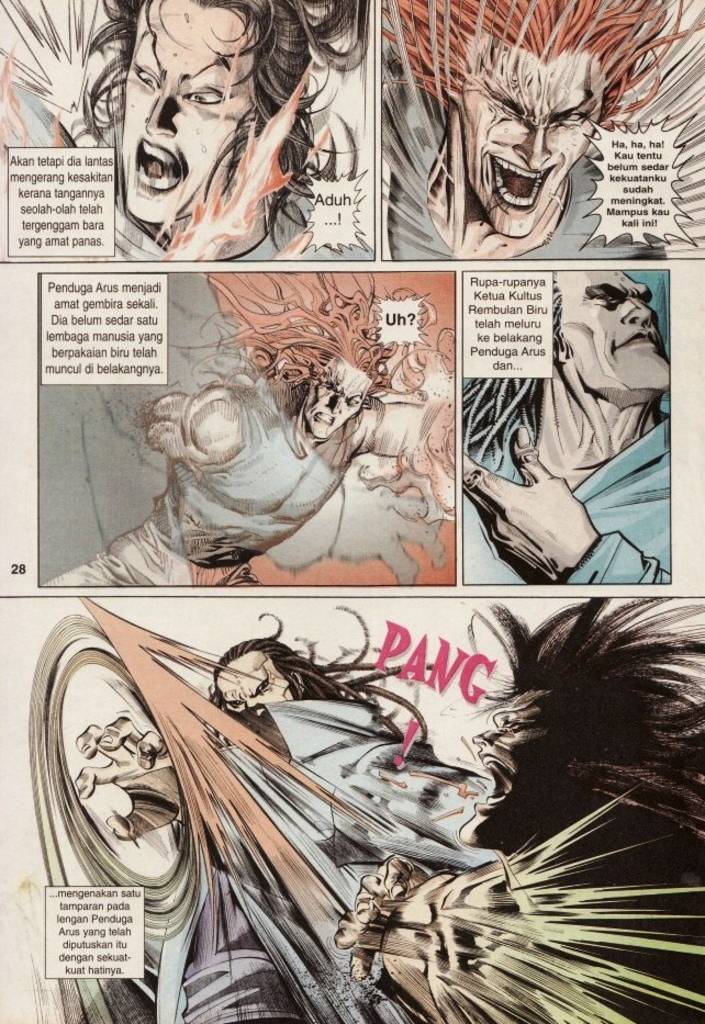 Akan tetapi dia lantas
mengerang kesakitan
kerana tangannya
seolah-olah telah
tergenggam bara
yang amat panas.
Aduh
...!
Ha, ha, ha!
Kau tentu
belum sedar
kekuatanku
sudah
meningkat.
Mampus kau
kali ini!
Penduga Arus menjadi
amat gembira sekali.
Dia belum sedar satu
lembaga manusia yang
berpakaian biru telah
muncul di belakangnya.
Uh?
Rupa-rupanya
Ketua Kultus
Rembulan Biru
telah meluru
ke belakang
Penduga Arus
dan...
28
PANG
!
...mengenakan satu
tamparan pada
lengan Penduga
Arus yang telah
diputuskan itu
dengan sekuat-
kuat hatinya.